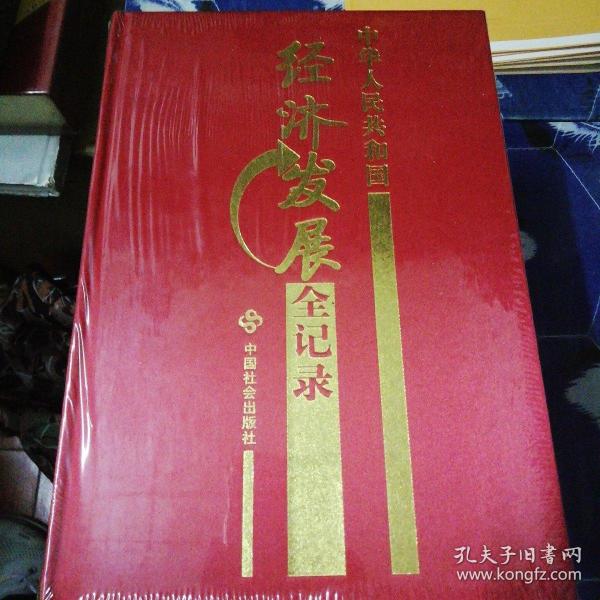 中华人民共和国
经济发展
全记录
中国社会出版社
孔夫子旧书网
www.kongfz.com